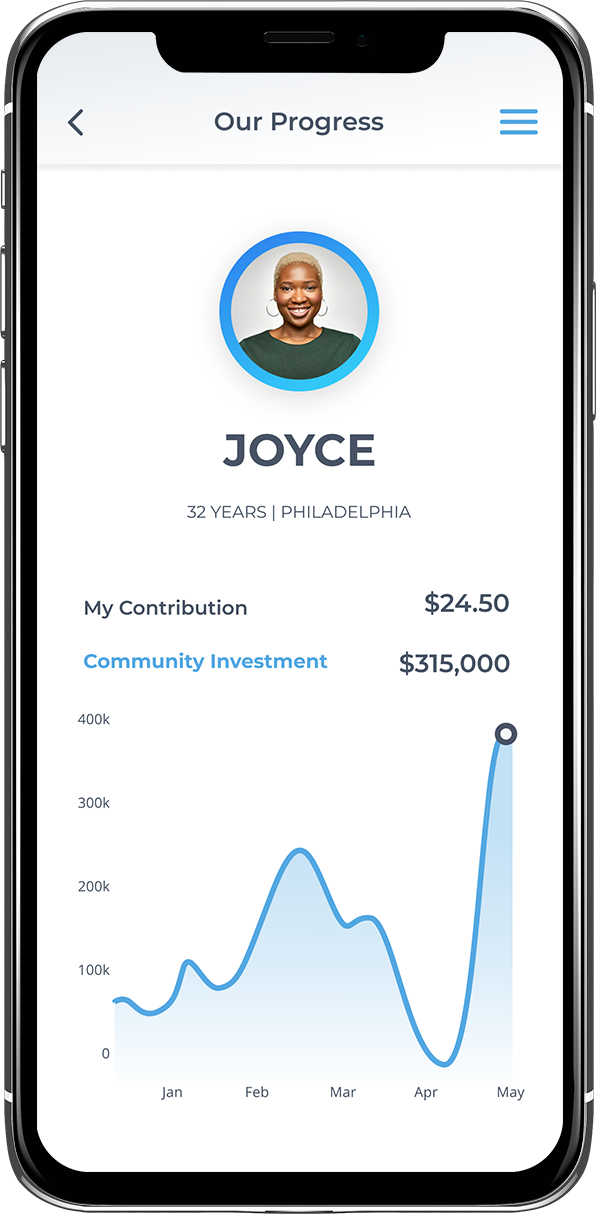 Our Progress
JOYCE
32 YEARS | PHILADELPHIA
My Contribution $24.50
Community Investment $315,000
400k
300k
200k
100k
0
Jan Feb Mar Apr May